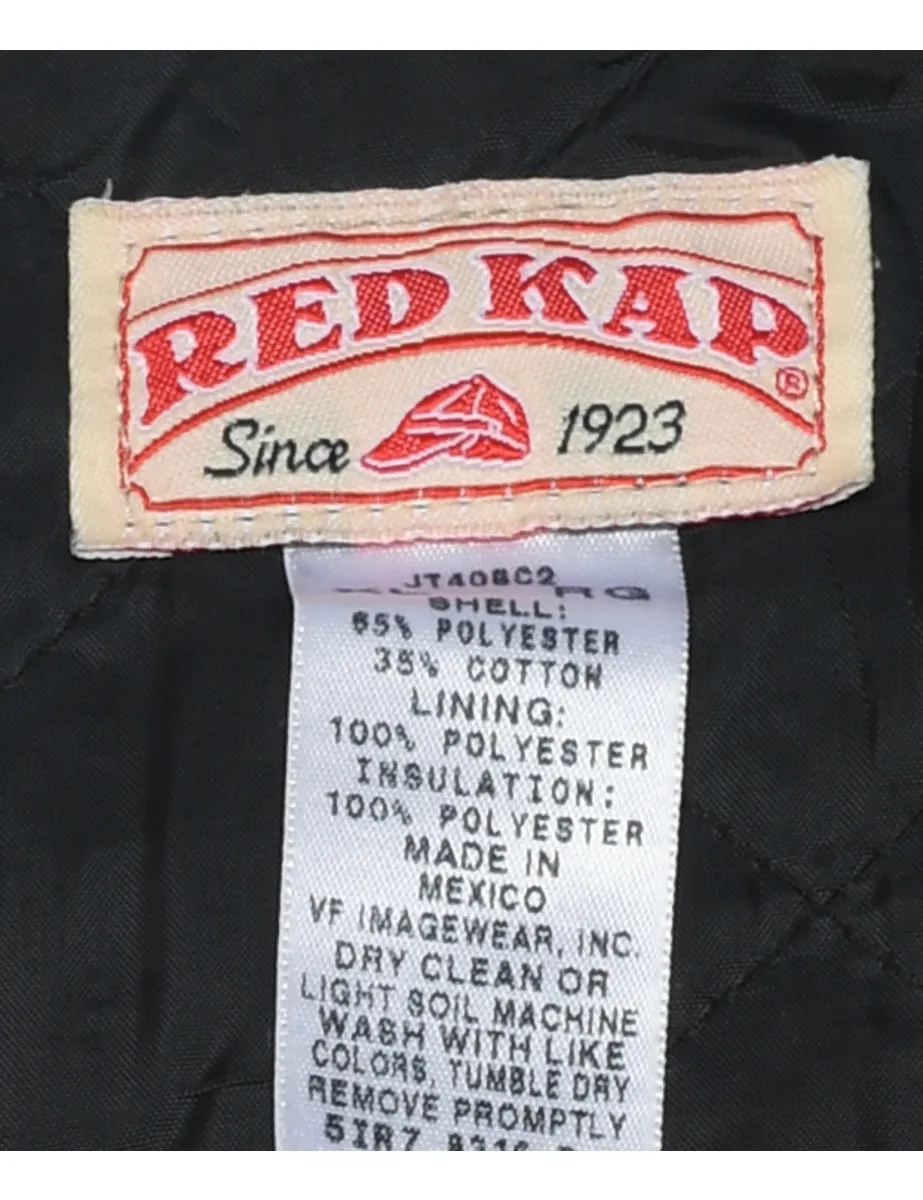 RED KAP®
Since 1923
SHELL:
65% POLYESTER
35% COTTON
LINING:
100% POLYESTER
INSULATION:
100% POLYESTER
MADE IN
MEXICO
VF IMAGEWEAR, INC.
DRY CLEAN OR
LIGHT SOIL MACHINE
WASH WITH LIKE
COLORS, TUMBLE DRY
REMOVE PROMPTLY
5IR7